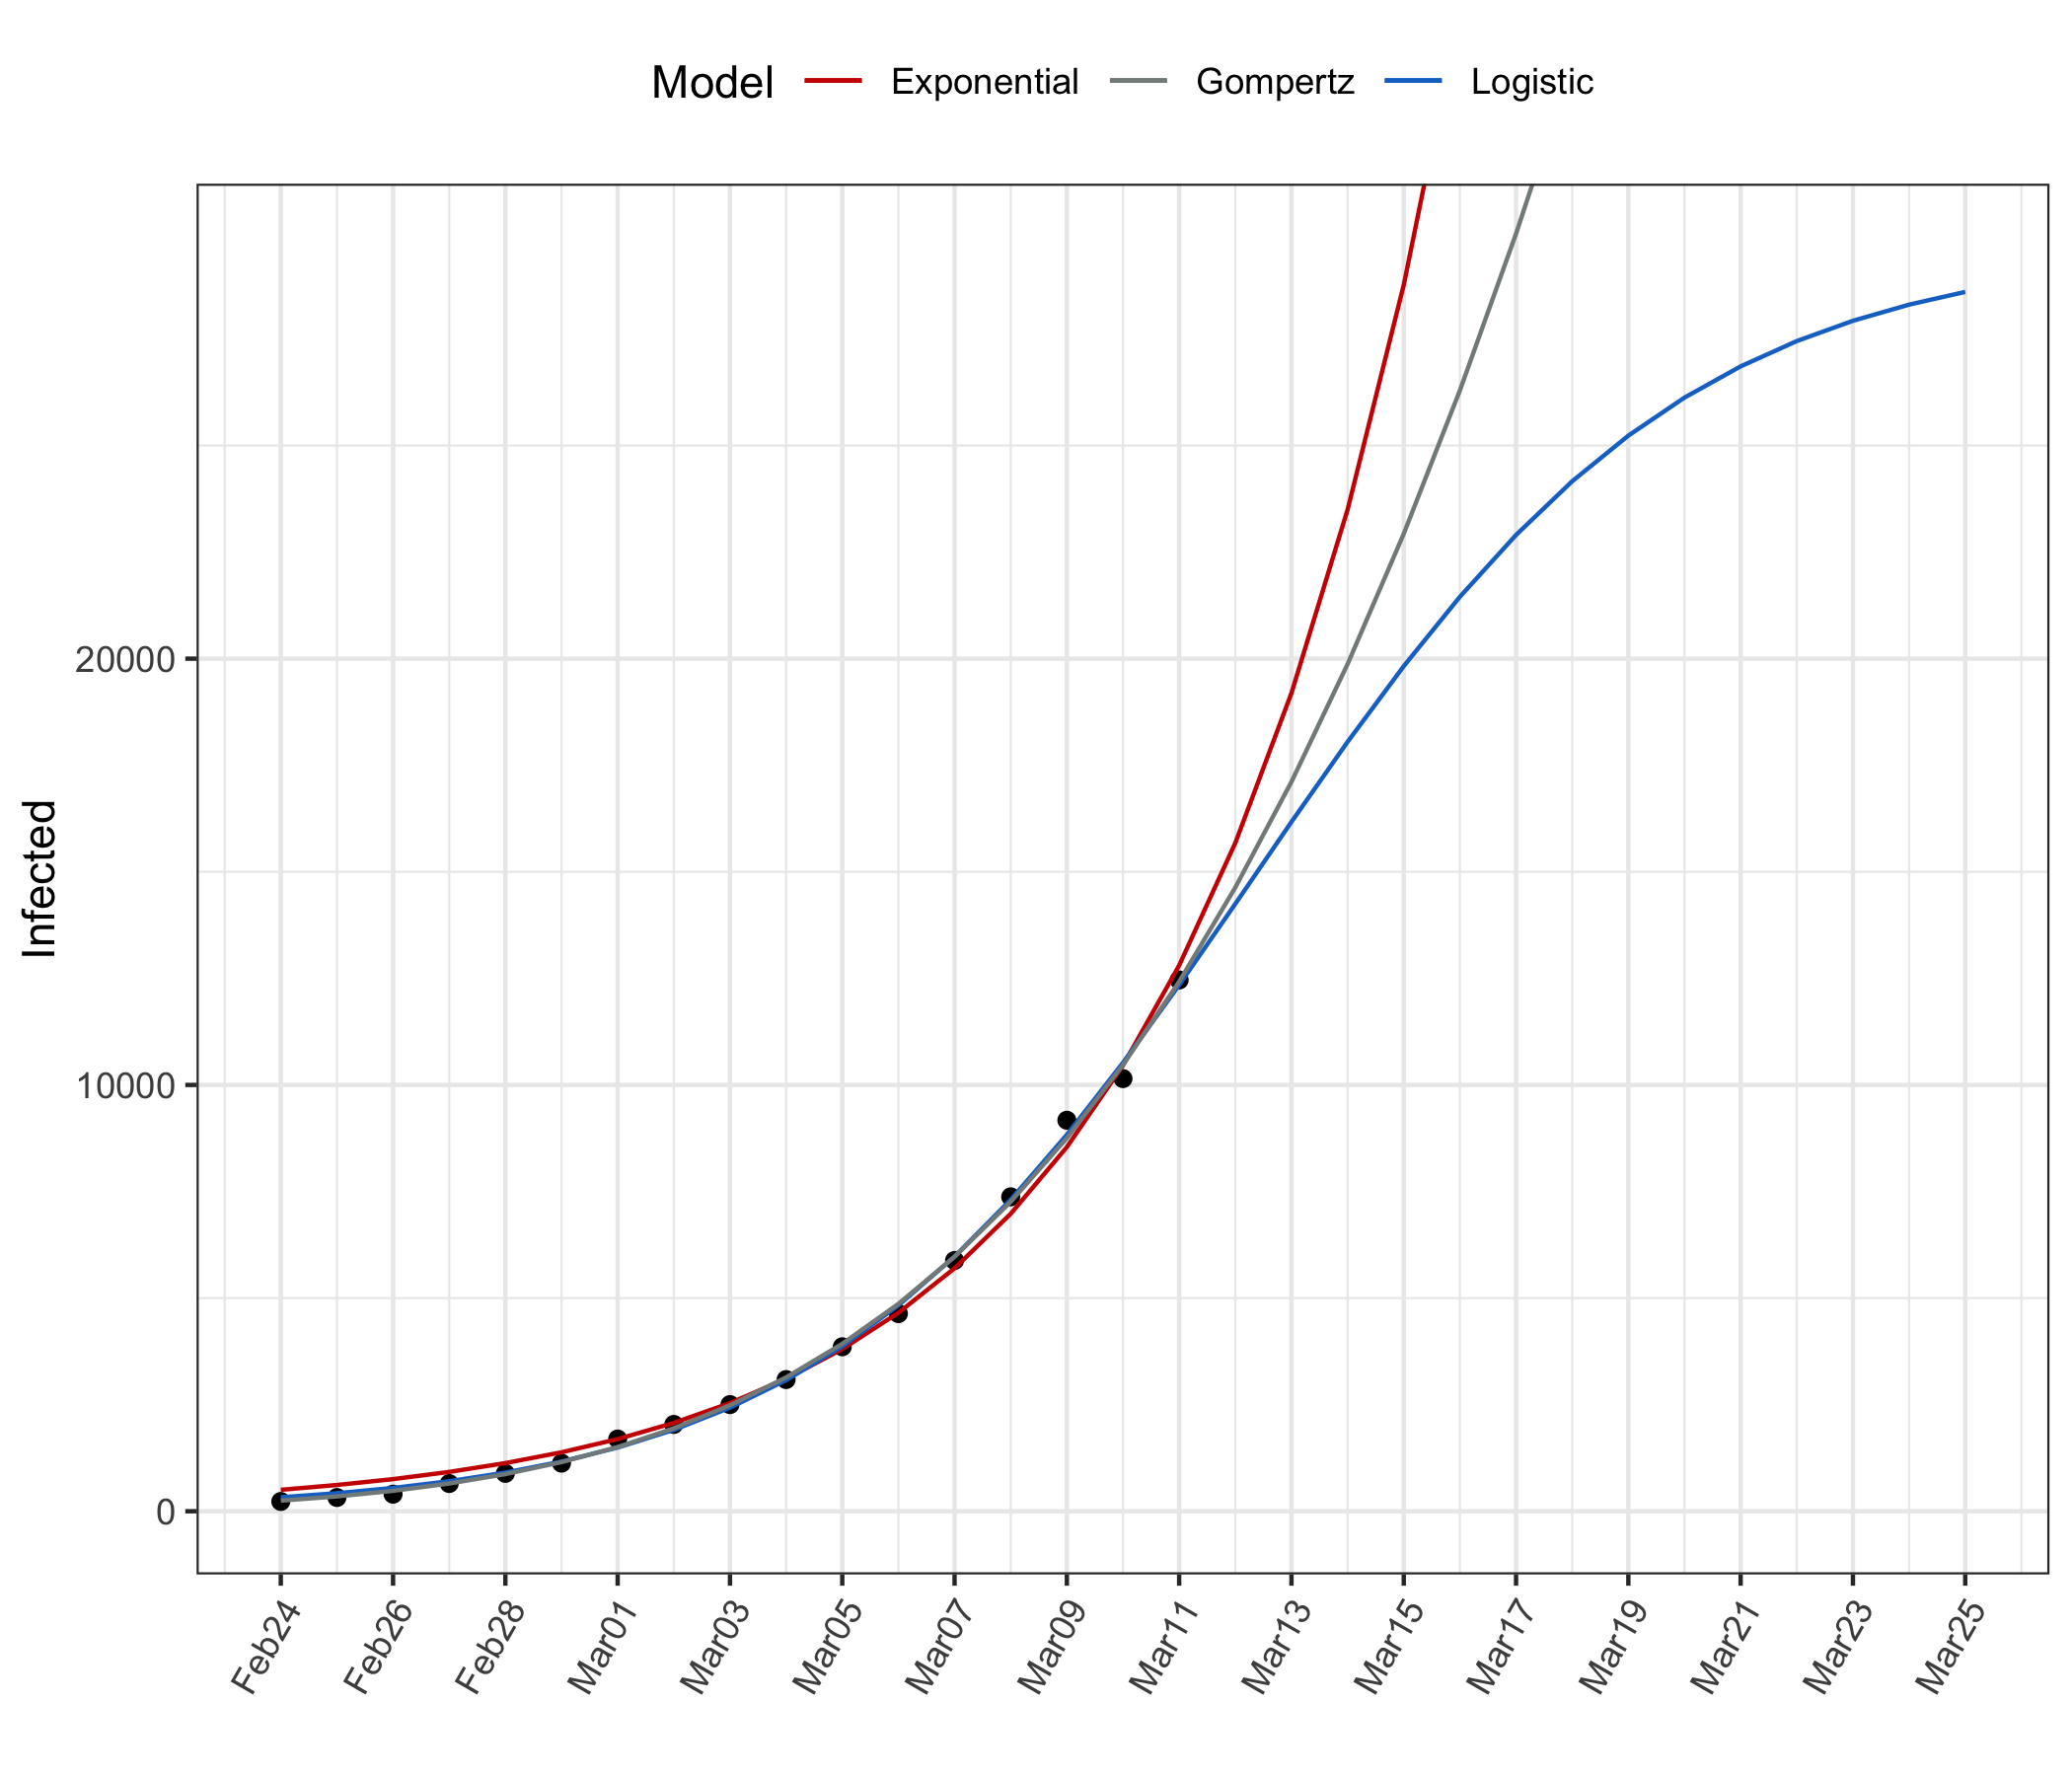 Model Exponential Gompertz Logistic
Infected
20000
10000
0
Feb24 Feb26 Feb28 Mar01 Mar03 Mar05 Mar07 Mar09 Mar11 Mar13 Mar15 Mar17 Mar19 Mar21 Mar23 Mar25